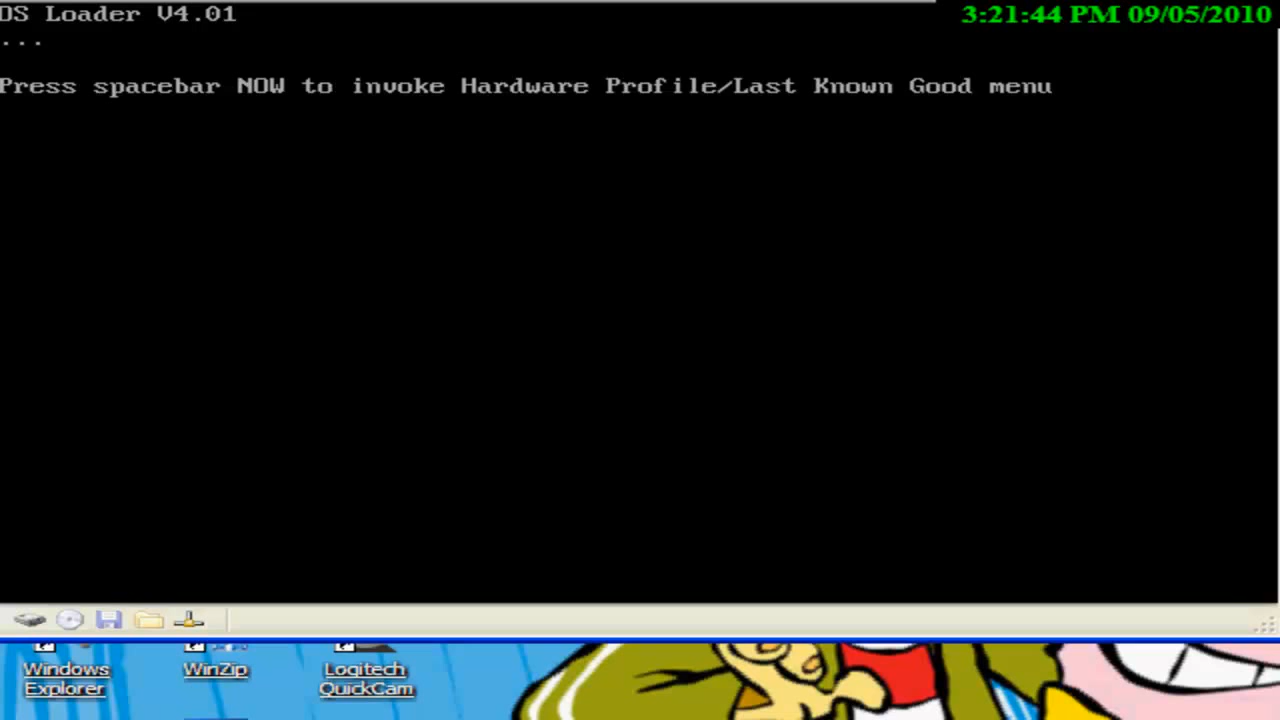 OS Loader V4.01
3:21:44 PM 09/05/2010
...
Press spacebar NOW to invoke Hardware Profile/Last Known Good menu
Windows Explorer
WinZip
Logitech QuickCam